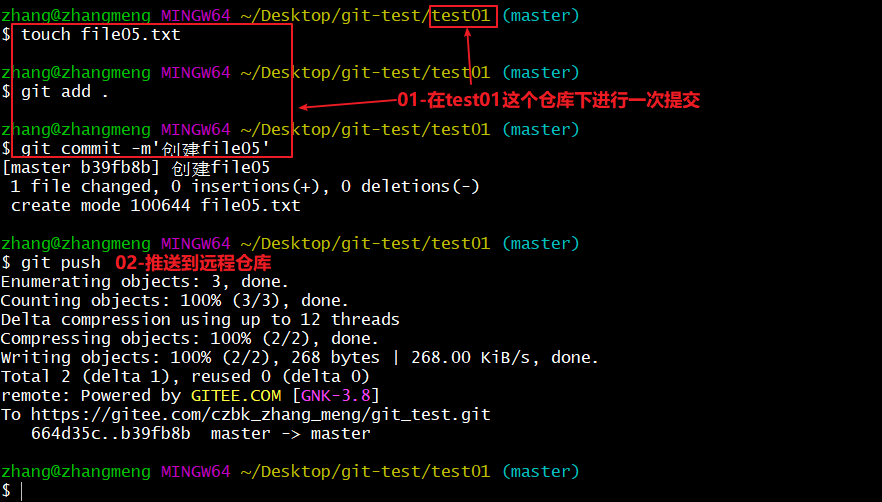 zhang@zhangmeng MINGW64 ~/Desktop/git-test/test01 (master)
$ touch file05.txt
zhang@zhangmeng MINGW64 ~/Desktop/git-test/test01 (master)
$ git add .
01-在test01这个仓库下进行一次提交
zhang@zhangmeng MINGW64 ~/Desktop/git-test/test01 (master)
$ git commit -m'创建file05'
[master b39fb8b] 创建file05
 1 file changed, 0 insertions(+), 0 deletions(-)
 create mode 100644 file05.txt
zhang@zhangmeng MINGW64 ~/Desktop/git-test/test01 (master)
$ git push 02-推送到远程仓库
Enumerating objects: 3, done.
Counting objects: 100% (3/3), done.
Delta compression using up to 12 threads
Compressing objects: 100% (2/2), done.
Writing objects: 100% (2/2), 268 bytes | 268.00 KiB/s, done.
Total 2 (delta 1), reused 0 (delta 0)
remote: Powered by GITEE.COM [GNK-3.8]
To https://gitee.com/czbk_zhang_meng/git_test.git
   664d35c..b39fb8b  master -> master
zhang@zhangmeng MINGW64 ~/Desktop/git-test/test01 (master)
$